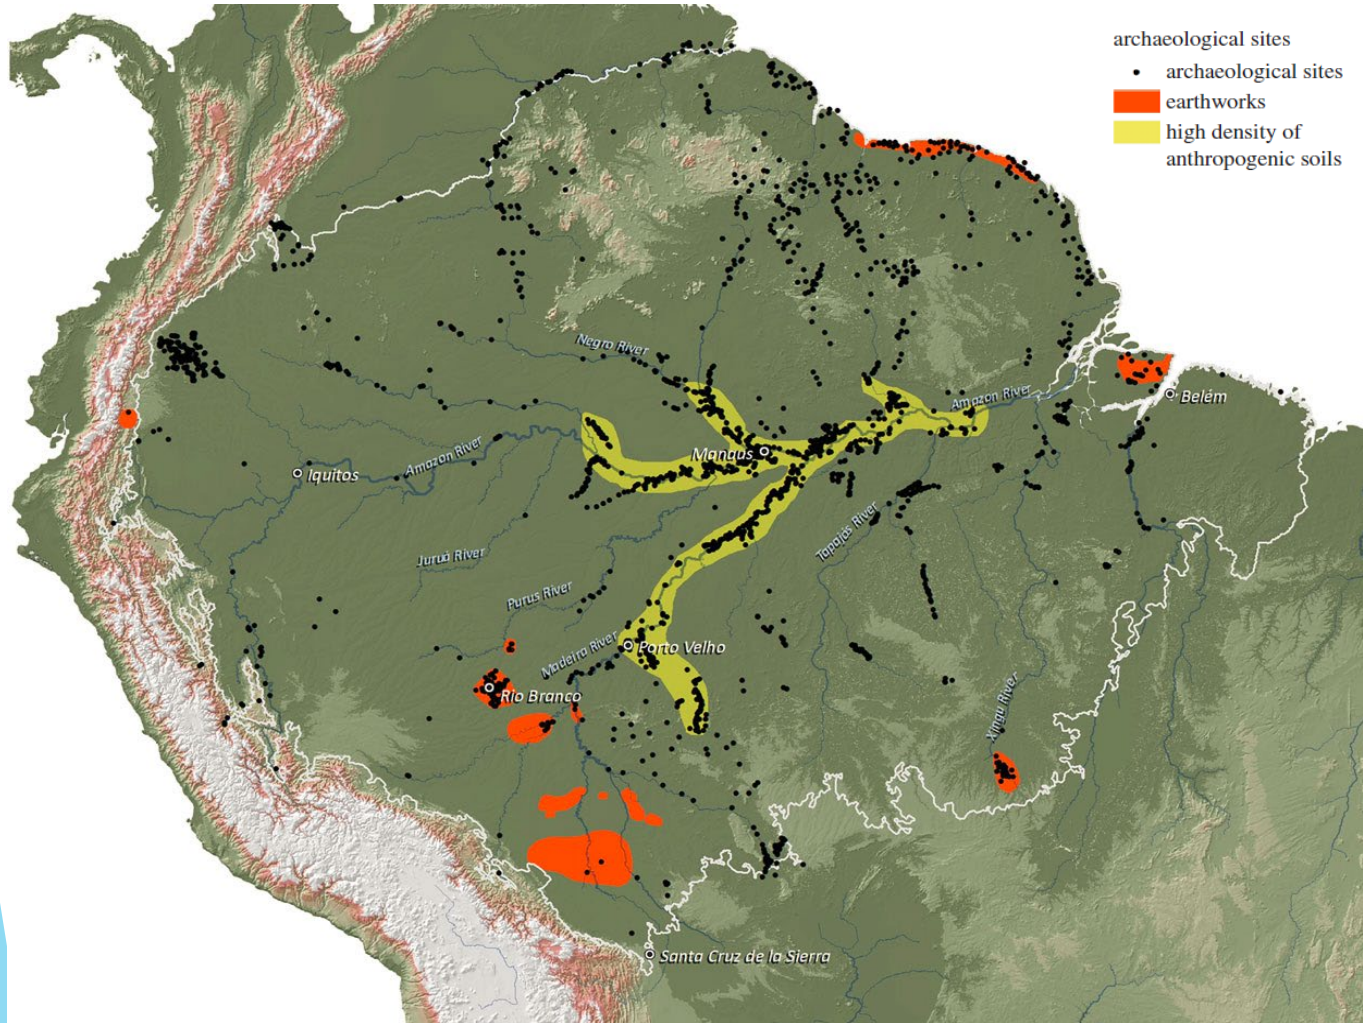 archaeological sites
archaeological sites
earthworks
high density of
anthropogenic soils
Negro River
Amazon River
Belém
Manaus
Amazon River
Iquitos
Tapajós River
Juruá River
Purus River
Madeira River
Porto Velho
Rio Branco
Xingu River
Santa Cruz de la Sierra